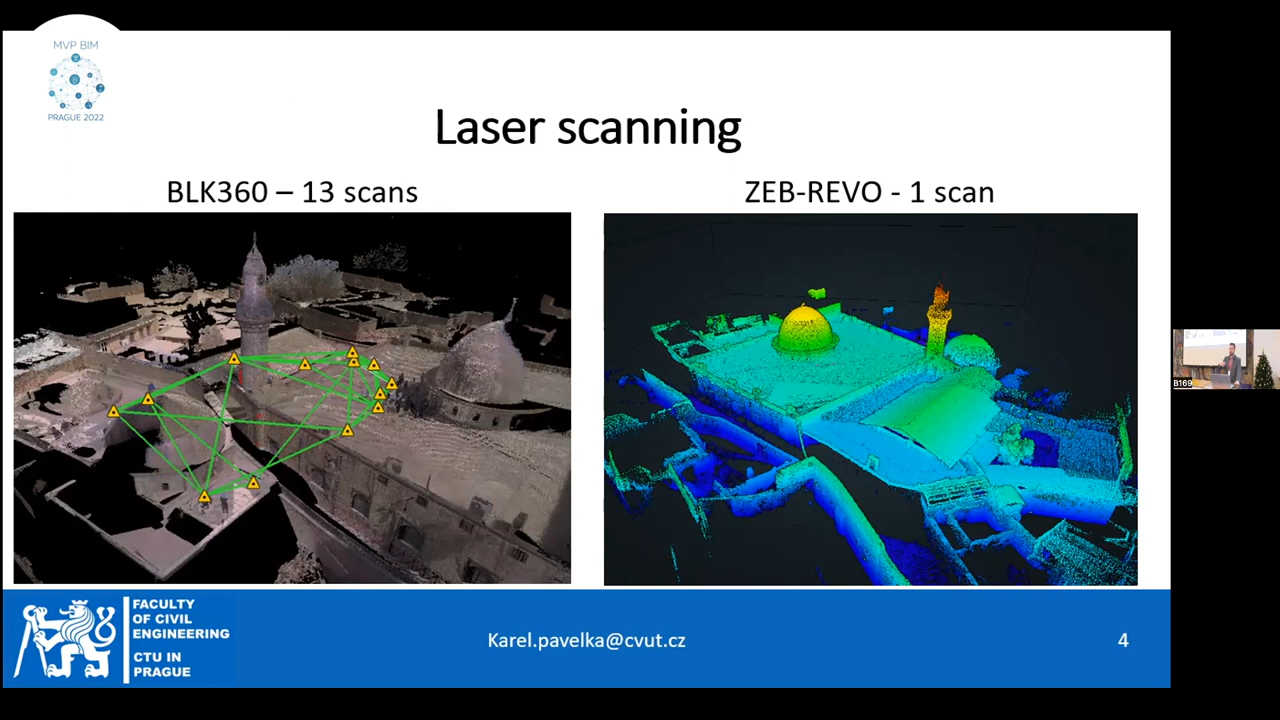 MVP BIM
PRAGUE 2022
Laser scanning
BLK360 – 13 scans
ZEB-REVO - 1 scan
B169
FACULTY
OF CIVIL
ENGINEERING
CTU IN
PRAGUE
Karel.pavelka@cvut.cz
4